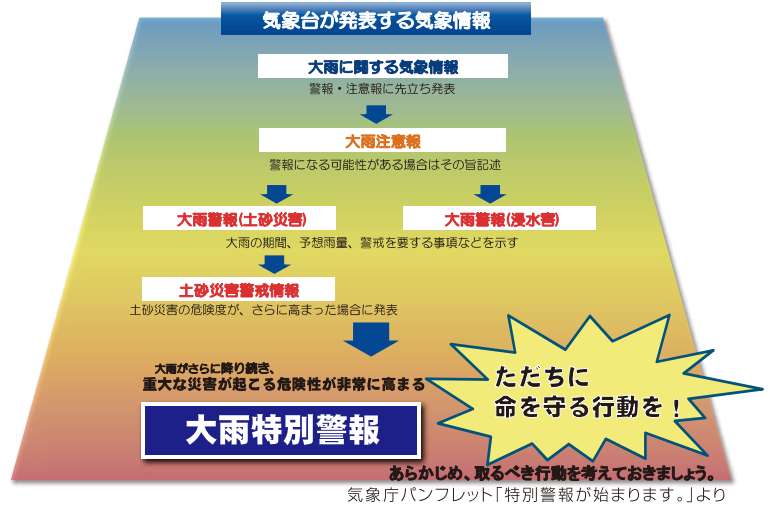 気象台が発表する気象情報
大雨に関する気象情報
警報・注意報に先立ち発表
大雨注意報
警報になる可能性がある場合はその旨記述
大雨警報(土砂災害)
大雨警報(浸水害)
大雨の期間、予想雨量、警戒を要する事項などを示す
土砂災害警戒情報
土砂災害の危険度が、さらに高まった場合に発表
大雨がさらに降り続き、
重大な災害が起こる危険性が非常に高まる
大雨特別警報
ただちに
命を守る行動を！
あらかじめ、取るべき行動を考えておきましょう。
気象庁パンフレット「特別警報が始まります。」より